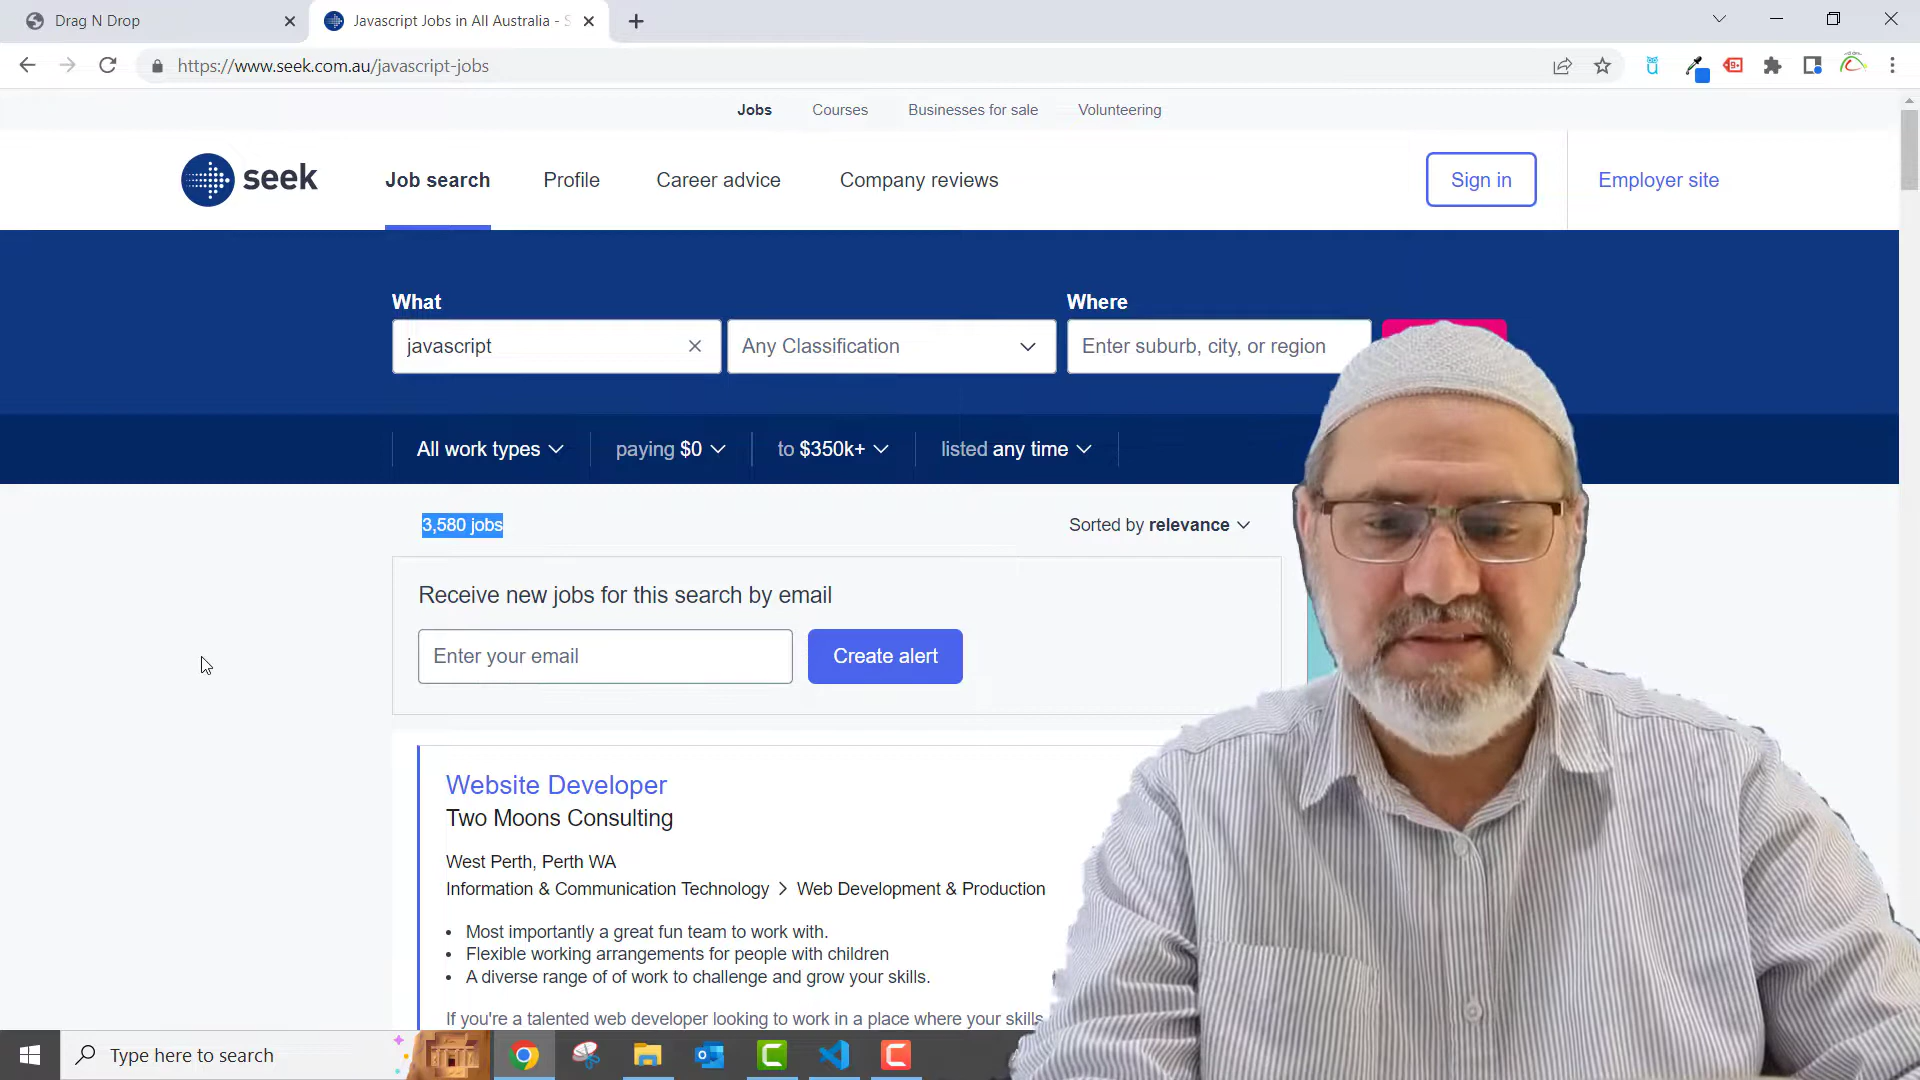 Drag N Drop
Javascript Jobs in All Australia - S
https://www.seek.com.au/javascript-jobs
Jobs Courses Businesses for sale Volunteering
seek Job search Profile Career advice Company reviews Sign in Employer site
What Where
javascript Any Classification Enter suburb, city, or region
All work types paying $0 to $350k+ listed any time
3,580 jobs Sorted by relevance
Receive new jobs for this search by email
Enter your email Create alert
Website Developer
Two Moons Consulting
West Perth, Perth WA
Information & Communication Technology > Web Development & Production
• Most importantly a great fun team to work with.
• Flexible working arrangements for people with children
• A diverse range of of work to challenge and grow your skills.
If you're a talented web developer looking to work in a place where your skills
Type here to search